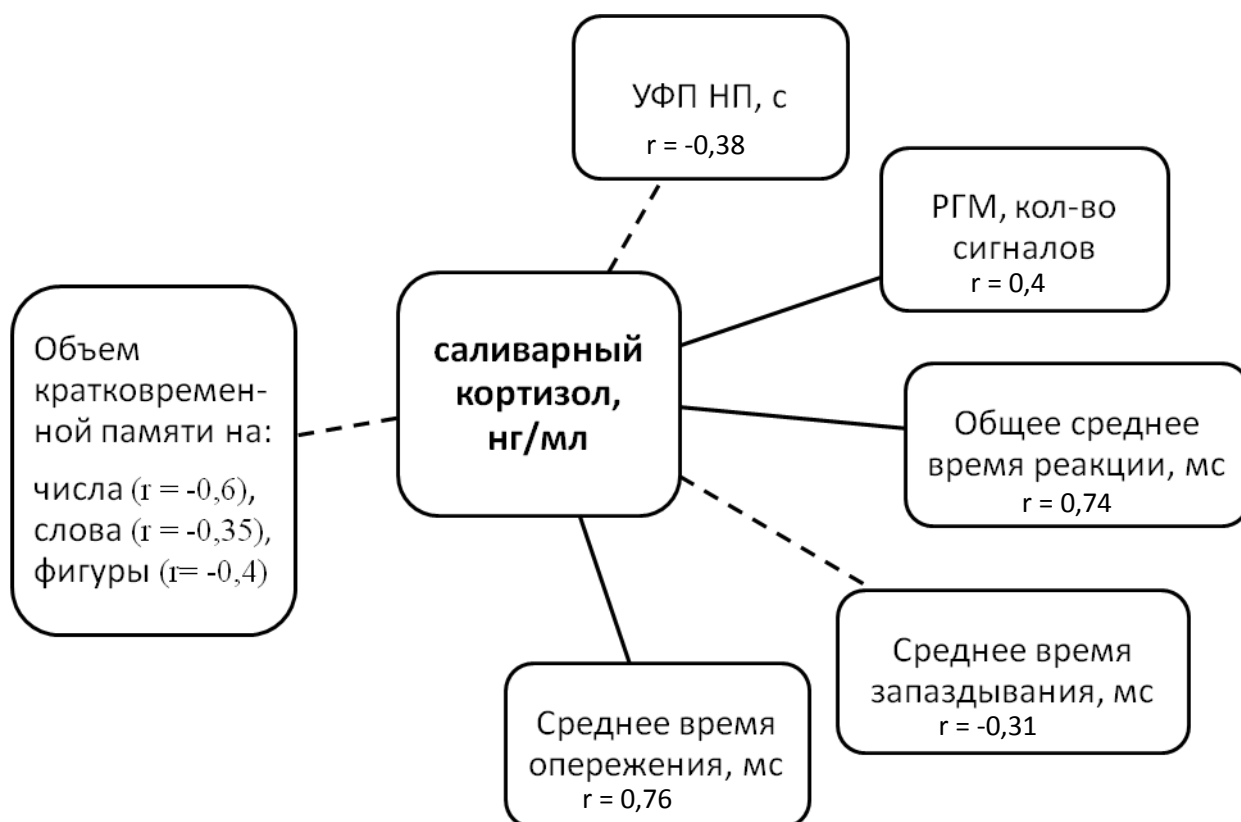 УФП НП, с
r = -0,38
РГМ, кол-во
сигналов
r = 0,4
саливарный
кортизол,
нг/мл
Объем
кратковремен-
ной памяти на:
числа (r = -0,6),
слова (r = -0,35),
фигуры (r= -0,4)
Общее среднее
время реакции, мс
r = 0,74
Среднее время
запаздывания, мс
r = -0,31
Среднее время
опережения, мс
r = 0,76